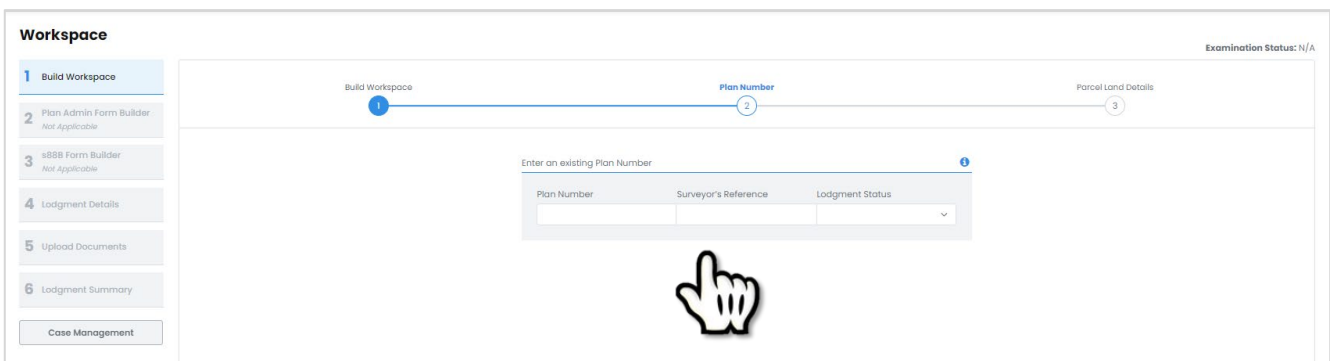 Workspace
Examination Status: N/A
1 Build Workspace
2 Plan Admin Form Builder
Not Applicable
3 s88B Form Builder
Not Applicable
4 Lodgment Details
5 Upload Documents
6 Lodgment Summary
Case Management
Build Workspace Plan Number Parcel Land Details
1 2 3
Enter an existing Plan Number
Plan Number Surveyor's Reference Lodgment Status